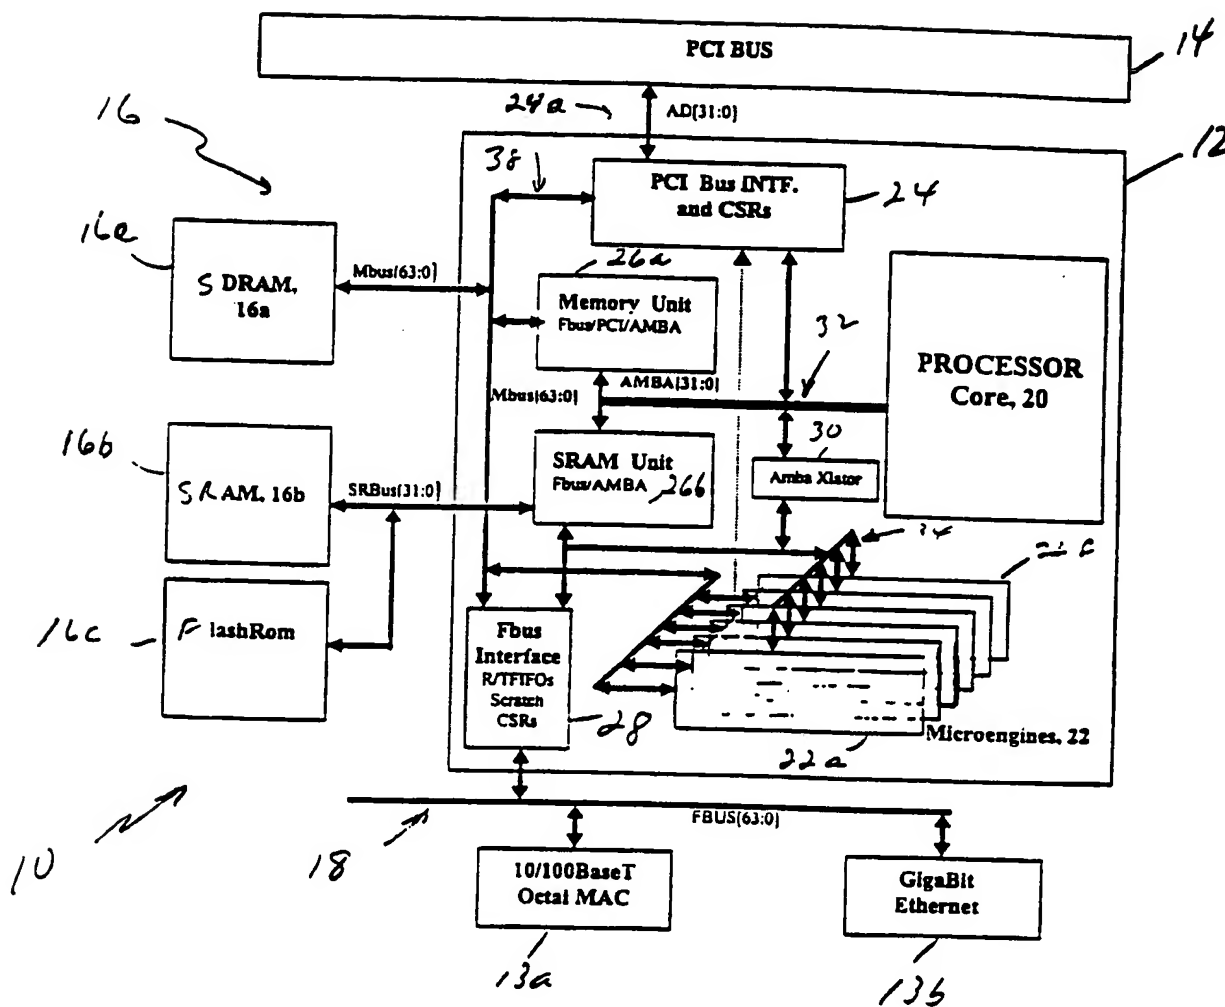 PCI BUS
14
24a
AD[31:0]
16
12
38
PCI Bus INTF.
and CSRs
24
16a
S DRAM,
16a
Mbus(63:0)
26a
Memory Unit
Fbus/PCI/AMBA
32
PROCESSOR
Core, 20
AMBA[31:0]
Mbus(63:0)
30
16b
SRAM, 16b
SRBus(31:0)
SRAM Unit
Fbus/AMBA
26b
Amba Xlator
34
16c
FlashRom
Fbus
Interface
R/TFIFOs
Scratch
CSRs
28
Microengines, 22
22a
10
18
FBUS(63:0)
10/100BaseT
Octal MAC
GigaBit
Ethernet
13a
13b